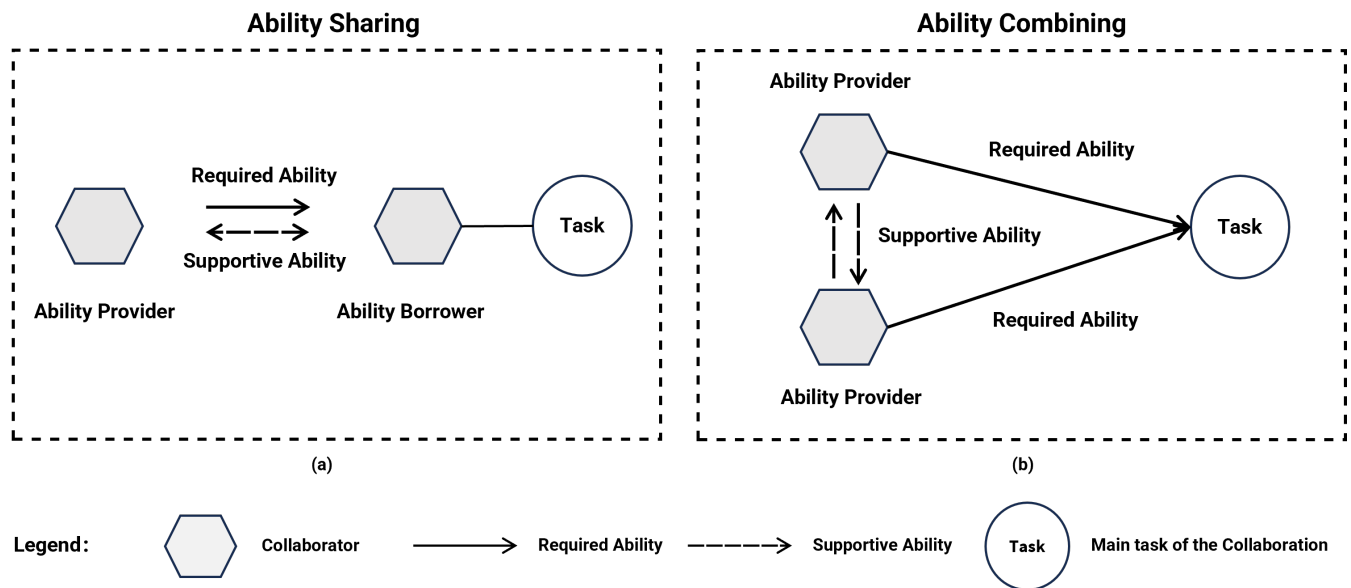 Ability Sharing
Required Ability
Supportive Ability
Task
Ability Provider
Ability Borrower
(a)
Ability Combining
Ability Provider
Required Ability
Supportive Ability
Task
Required Ability
Ability Provider
(b)
Legend:
Collaborator
Required Ability
Supportive Ability
Task
Main task of the Collaboration